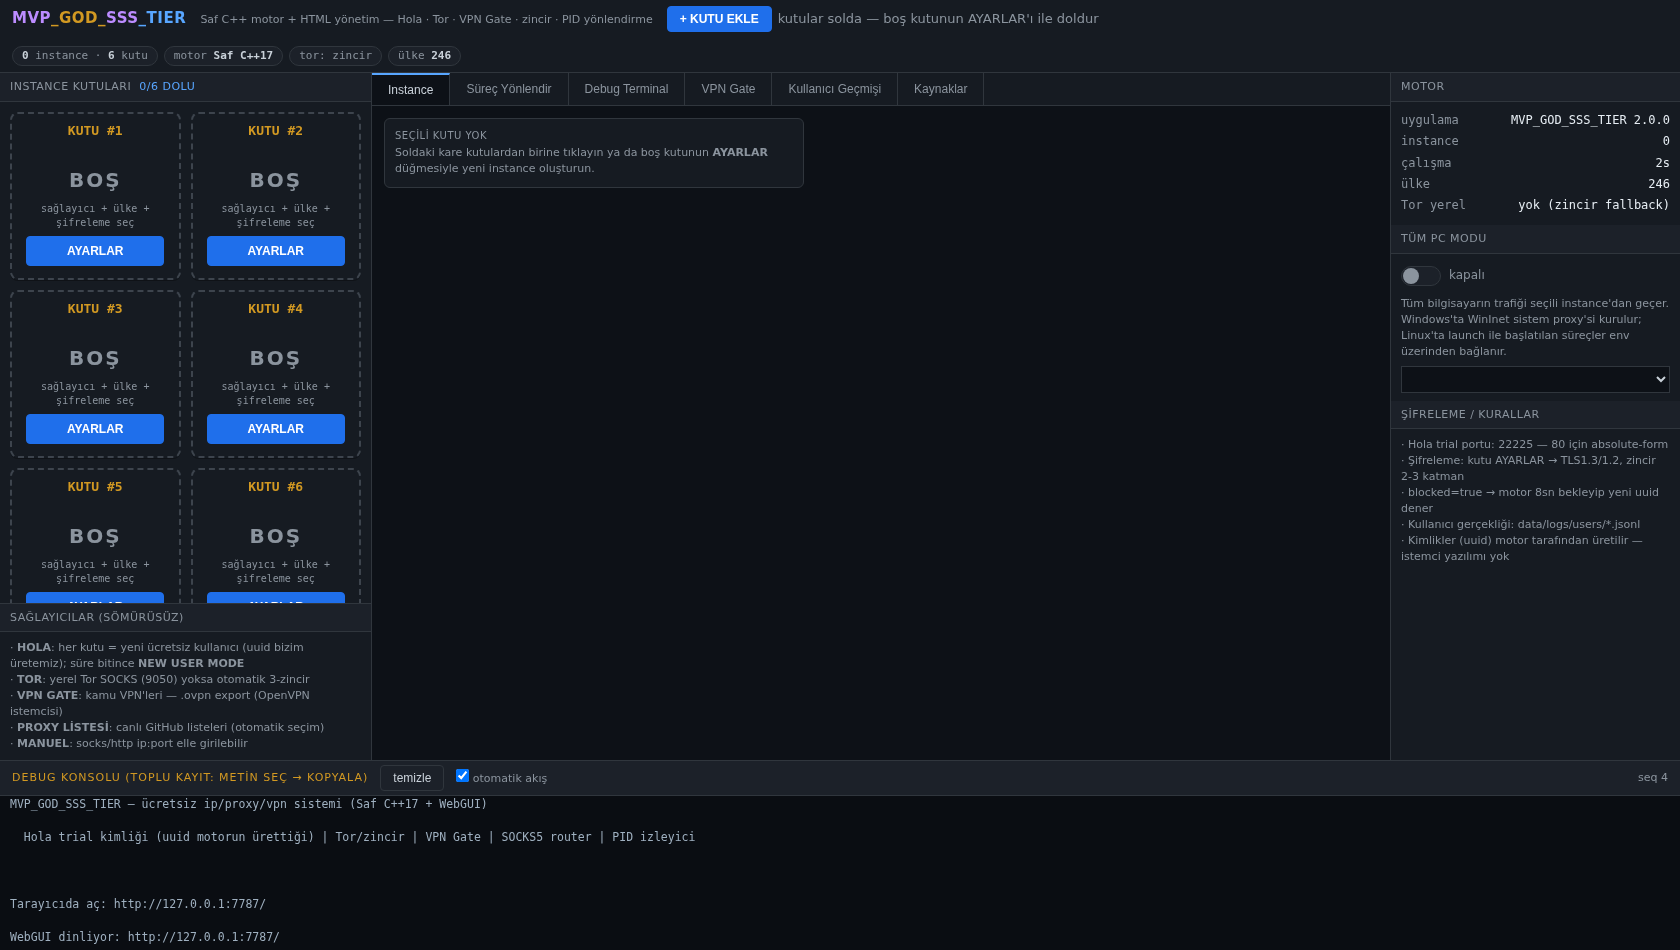 MVP_GOD_SSS_TIER Saf C++ motor + HTML yönetim — Hola · Tor · VPN Gate · zincir · PID yönlendirme + KUTU EKLE kutular solda — boş kutunun AYARLAR'ı ile doldur
0 instance · 6 kutu motor Saf C++17 tor: zincir ülke 246
INSTANCE KUTULARI 0/6 DOLU
KUTU #1
BOŞ
sağlayıcı + ülke +
şifreleme seç
AYARLAR
KUTU #2
BOŞ
sağlayıcı + ülke +
şifreleme seç
AYARLAR
KUTU #3
BOŞ
sağlayıcı + ülke +
şifreleme seç
AYARLAR
KUTU #4
BOŞ
sağlayıcı + ülke +
şifreleme seç
AYARLAR
KUTU #5
BOŞ
sağlayıcı + ülke +
şifreleme seç
KUTU #6
BOŞ
sağlayıcı + ülke +
şifreleme seç
SAĞLAYICILAR (SÖMÜRÜSÜZ)
· HOLA: her kutu = yeni ücretsiz kullanıcı (uuid bizim
üretemiz); süre bitince NEW USER MODE
· TOR: yerel Tor SOCKS (9050) yoksa otomatik 3-zincir
· VPN GATE: kamu VPN'leri — .ovpn export (OpenVPN
istemcisi)
· PROXY LİSTESİ: canlı GitHub listeleri (otomatik seçim)
· MANUEL: socks/http ip:port elle girilebilir
Instance Süreç Yönlendir Debug Terminal VPN Gate Kullanıcı Geçmişi Kaynaklar
SEÇİLİ KUTU YOK
Soldaki kare kutulardan birine tıklayın ya da boş kutunun AYARLAR
düğmesiyle yeni instance oluşturun.
MOTOR
uygulama MVP_GOD_SSS_TIER 2.0.0
instance 0
çalışma 2s
ülke 246
Tor yerel yok (zincir fallback)
TÜM PC MODU
kapalı
Tüm bilgisayarın trafiği seçili instance'dan geçer.
Windows'ta WinInet sistem proxy'si kurulur;
Linux'ta launch ile başlatılan süreçler env
üzerinden bağlanır.
ŞİFRELEME / KURALLAR
· Hola trial portu: 22225 — 80 için absolute-form
· Şifreleme: kutu AYARLAR → TLS1.3/1.2, zincir
2-3 katman
· blocked=true → motor 8sn bekleyip yeni uuid
dener
· Kullanıcı gerçekliği: data/logs/users/*.jsonl
· Kimlikler (uuid) motor tarafından üretilir —
istemci yazılımı yok
DEBUG KONSOLU (TOPLU KAYIT: METİN SEÇ → KOPYALA) temizle otomatik akış seq 4
MVP_GOD_SSS_TIER — ücretsiz ip/proxy/vpn sistemi (Saf C++17 + WebGUI)
Hola trial kimliği (uuid motorun ürettiği) | Tor/zincir | VPN Gate | SOCKS5 router | PID izleyici
Tarayıcıda aç: http://127.0.0.1:7787/
WebGUI dinliyor: http://127.0.0.1:7787/